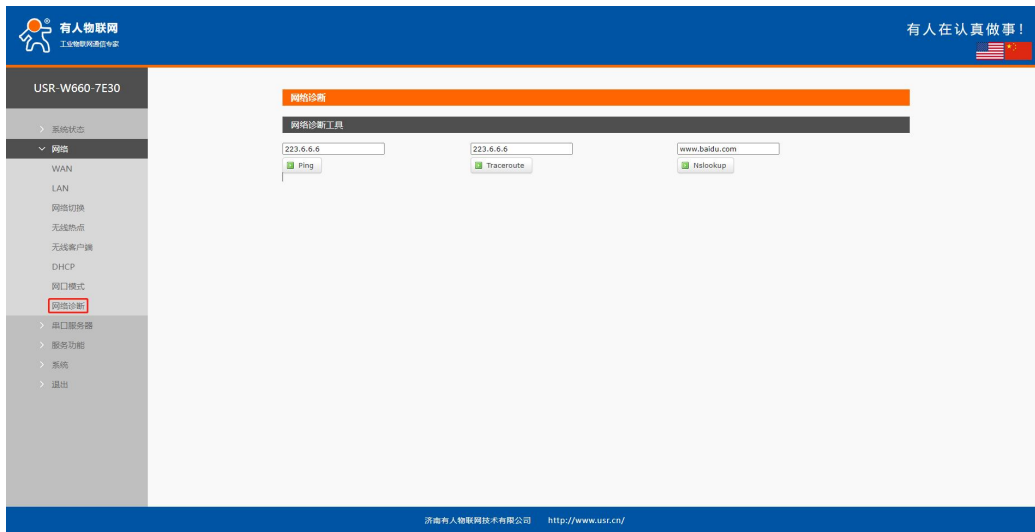 有人物联网
工业物联网通信专家
有人在认真做事!
USR-W660-7E30
系统状态
网络
WAN
LAN
网络切换
无线热点
无线客户端
DHCP
网口模式
网络诊断
串口服务器
服务功能
系统
退出
网络诊断
网络诊断工具
223.6.6.6 223.6.6.6 www.baidu.com
Ping Traceroute Nslookup
济南有人物联网技术有限公司 http://www.usr.cn/